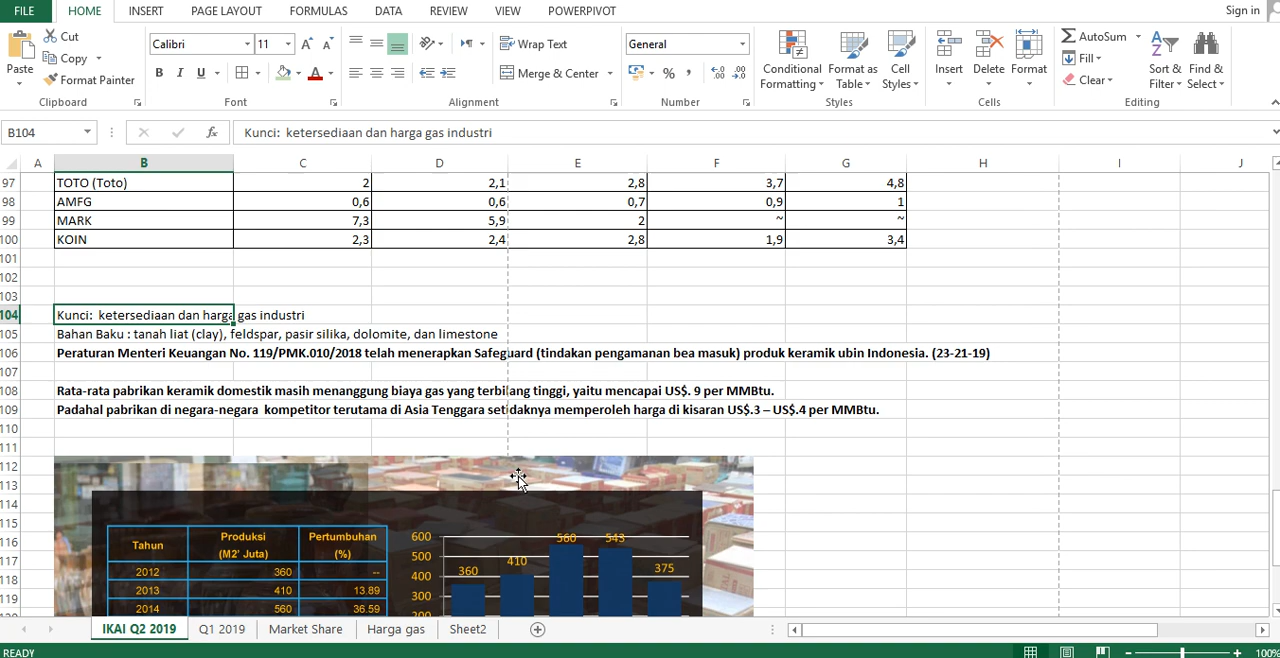 FILE HOME INSERT PAGE LAYOUT FORMULAS DATA REVIEW VIEW POWERPIVOT Sign in
Cut
Calibri 11 Wrap Text General AutoSum
Copy Fill
Paste Format Painter B I U Merge & Center % Conditional Formatting Format as Table Cell Styles Insert Delete Format Clear Sort & Filter Find & Select
Clipboard Font Alignment Number Styles Cells Editing
B104 fx Kunci: ketersediaan dan harga gas industri
A B C D E F G H I J
97 TOTO (Toto) 2 2,1 2,8 3,7 4,8
98 AMFG 0,6 0,6 0,7 0,9 1
99 MARK 7,3 5,9 2 ~ ~
100 KOIN 2,3 2,4 2,8 1,9 3,4
101
102
103
104 Kunci: ketersediaan dan harga gas industri
105 Bahan Baku : tanah liat (clay), feldspar, pasir silika, dolomite, dan limestone
106 Peraturan Menteri Keuangan No. 119/PMK.010/2018 telah menerapkan Safeguard (tindakan pengamanan bea masuk) produk keramik ubin Indonesia. (23-21-19)
107
108 Rata-rata pabrikan keramik domestik masih menanggung biaya gas yang terbilang tinggi, yaitu mencapai US$. 9 per MMBtu.
109 Padahal pabrikan di negara-negara kompetitor terutama di Asia Tenggara setidaknya memperoleh harga di kisaran US$.3 – US$.4 per MMBtu.
110
111
112
113
114
115
116
117
118
119
Tahun Produksi (M2' Juta) Pertumbuhan (%)
2012 360 --
2013 410 13.89
2014 560 36.59
600
500
400
300
200
360 410 560 543 375
IKAI Q2 2019 Q1 2019 Market Share Harga gas Sheet2
READY 100%